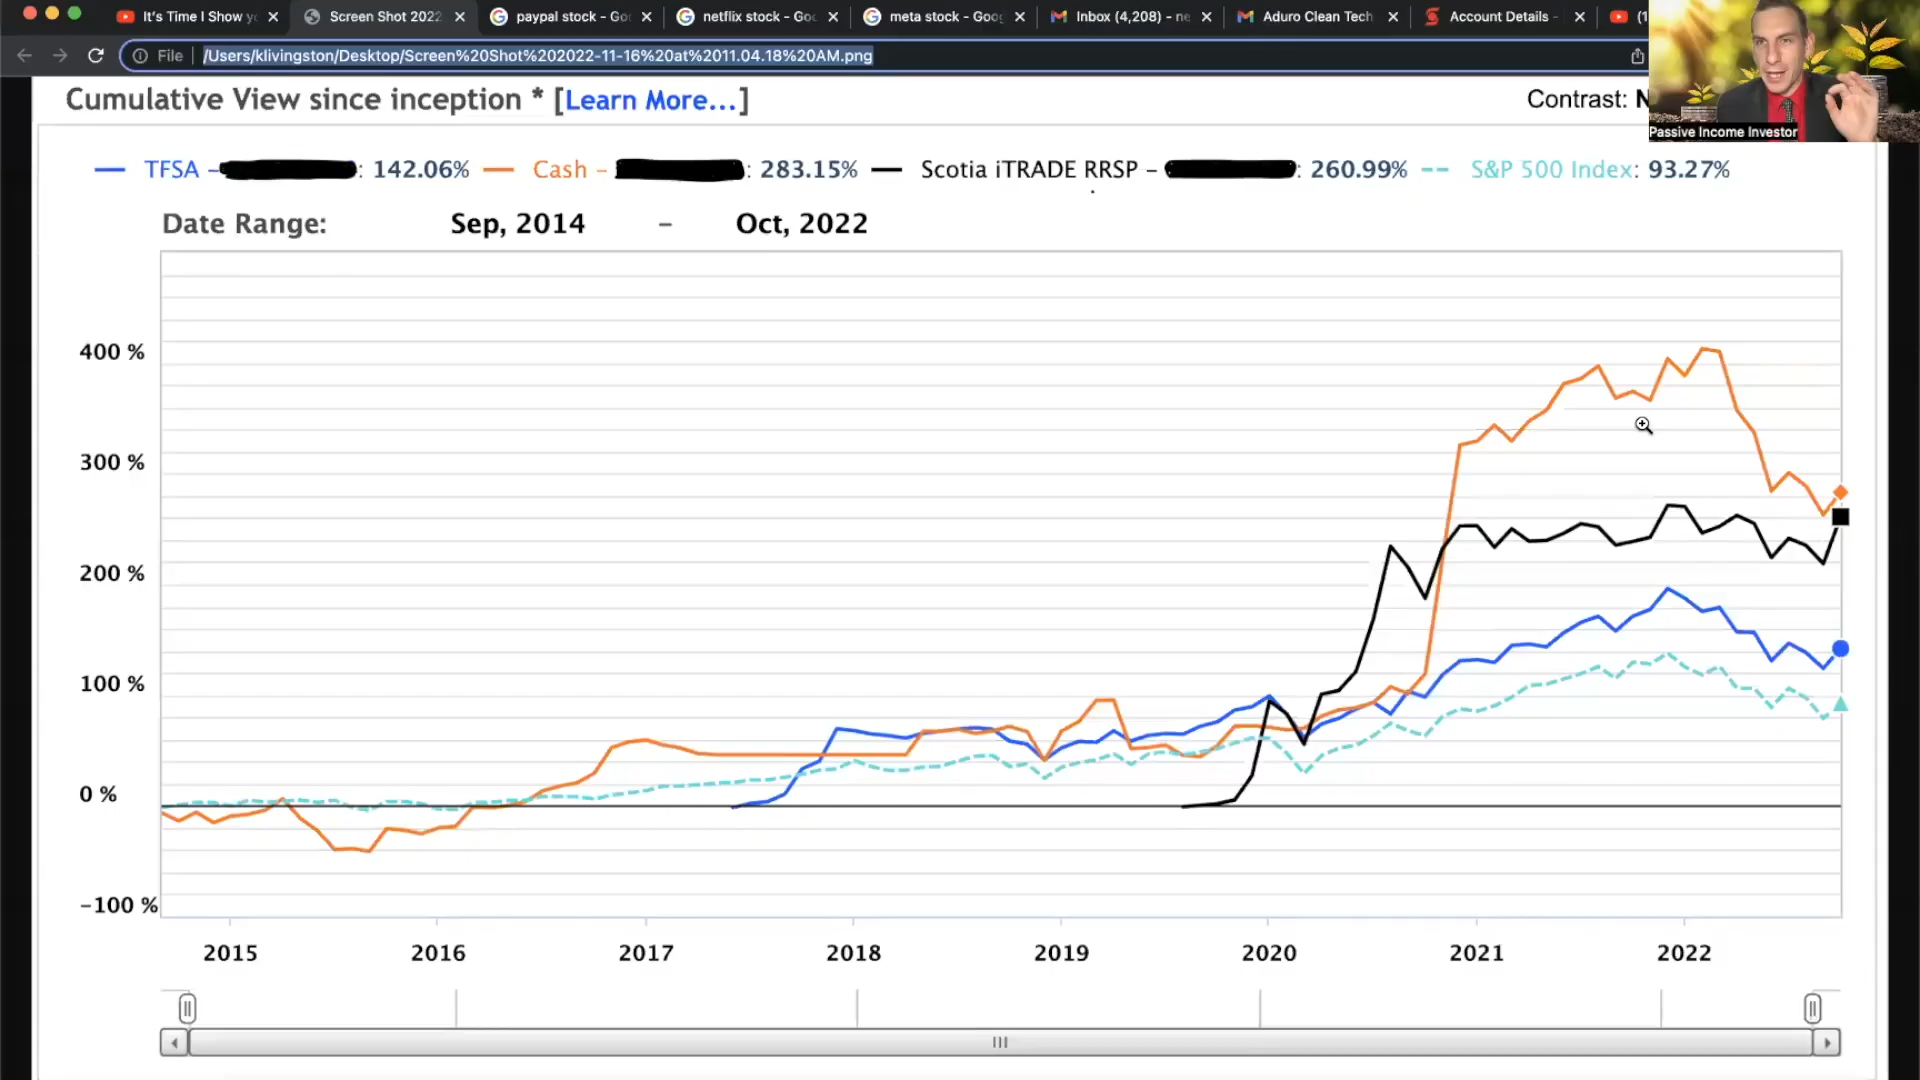 It's Time I Show y
Screen Shot 2022
paypal stock - Go
netflix stock - Goo
meta stock - Goog
Inbox (4,208) - ne
Aduro Clean Tech
Account Details -
(1
File
/Users/klivingston/Desktop/Screen%20Shot%202022-11-16%20at%2011.04.18%20AM.png
Cumulative View since inception * [Learn More...]
Contrast: N
Passive Income Investor
TFSA – : 142.06%
Cash – : 283.15%
Scotia iTRADE RRSP – : 260.99%
S&P 500 Index: 93.27%
Date Range: Sep, 2014 – Oct, 2022
400 %
300 %
200 %
100 %
0 %
-100 %
2015 2016 2017 2018 2019 2020 2021 2022